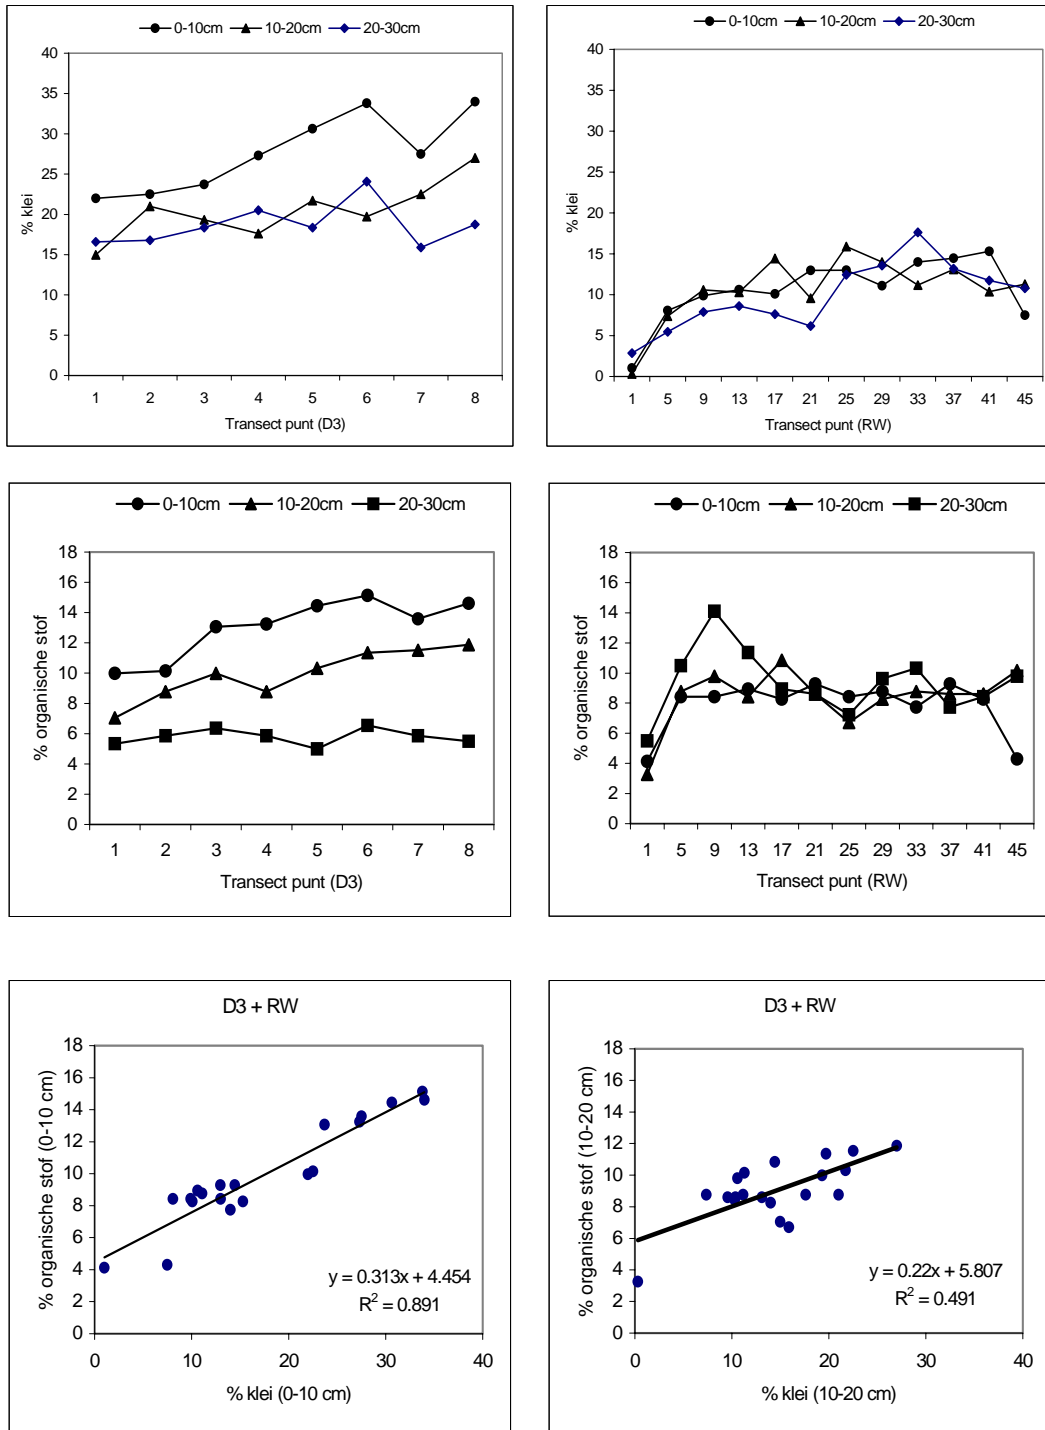 0-10cm 10-20cm 20-30cm
40
35
30
25
20
15
10
5
0
% klei
1 2 3 4 5 6 7 8
Transect punt (D3)
0-10cm 10-20cm 20-30cm
40
35
30
25
20
15
10
5
0
% klei
1 5 9 13 17 21 25 29 33 37 41 45
Transect punt (RW)
0-10cm 10-20cm 20-30cm
18
16
14
12
10
8
6
4
2
0
% organische stof
1 2 3 4 5 6 7 8
Transect punt (D3)
0-10cm 10-20cm 20-30cm
18
16
14
12
10
8
6
4
2
0
% organische stof
1 5 9 13 17 21 25 29 33 37 41 45
Transect punt (RW)
D3 + RW
18
16
14
12
10
8
6
4
2
0
% organische stof (0-10 cm)
y = 0.313x + 4.454
R² = 0.891
0 10 20 30 40
% klei (0-10 cm)
D3 + RW
18
16
14
12
10
8
6
4
2
0
% organische stof (10-20 cm)
y = 0.22x + 5.807
R² = 0.491
0 10 20 30 40
% klei (10-20 cm)